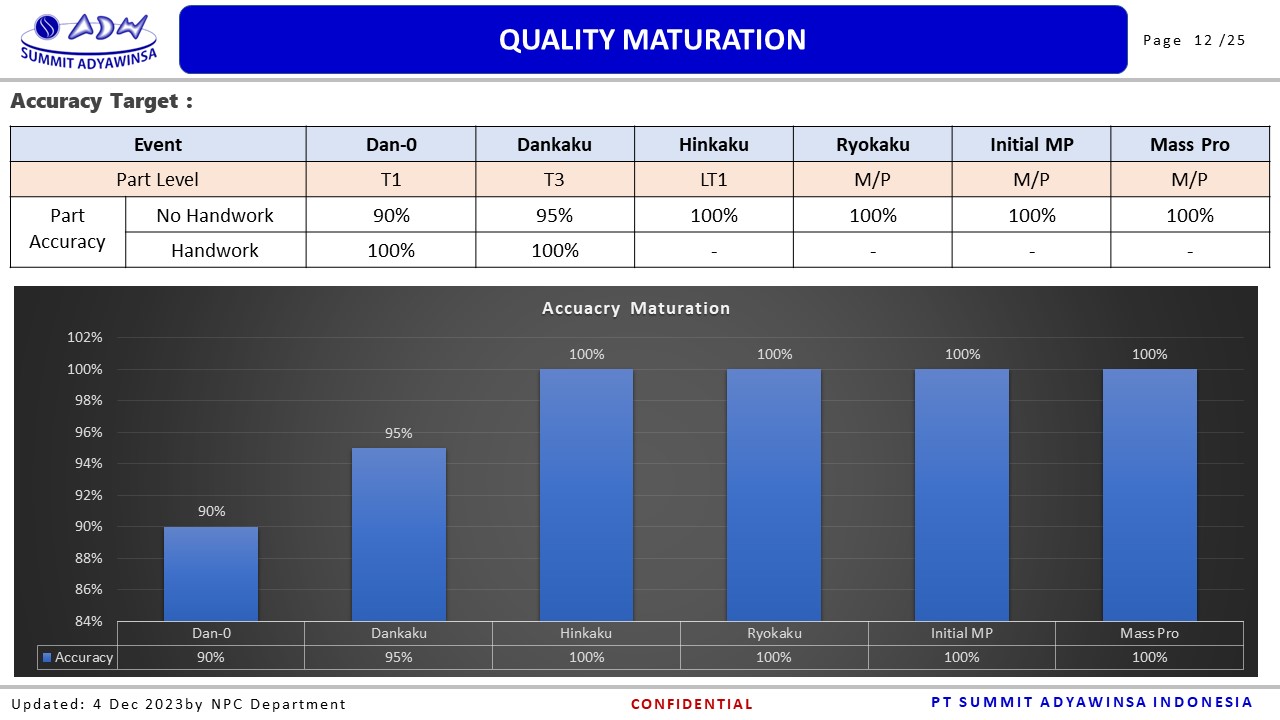 ADW
SUMMIT ADYAWINSA
QUALITY MATURATION
Page 12 /25
Accuracy Target :
Event Dan-0 Dankaku Hinkaku Ryokaku Initial MP Mass Pro
Part Level T1 T3 LT1 M/P M/P M/P
Part Accuracy No Handwork 90% 95% 100% 100% 100% 100%
Handwork 100% 100% - - - -
Accuacry Maturation
102%
100%
98%
96%
94%
92%
90%
88%
86%
84%
90% 95% 100% 100% 100% 100%
Dan-0 Dankaku Hinkaku Ryokaku Initial MP Mass Pro
Accuracy 90% 95% 100% 100% 100% 100%
Updated: 4 Dec 2023by NPC Department
CONFIDENTIAL
PT SUMMIT ADYAWINSA INDONESIA